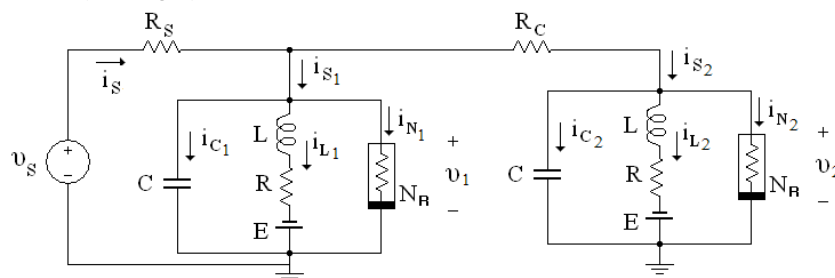 R_S
R_C
i_S
i_S1
i_S2
υ_S
+
−
C
i_C1
L
i_L1
R
E
i_N1
N_R
+
υ_1
−
C
i_C2
L
i_L2
R
E
i_N2
N_R
+
υ_2
−